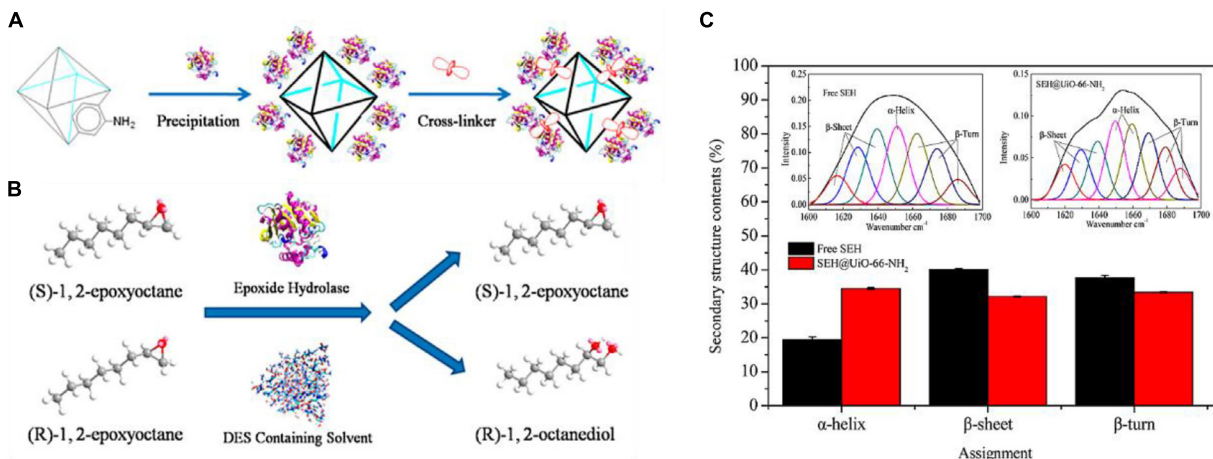 A
NH2
Precipitation
Cross-linker
B
(S)-1, 2-epoxyoctane
Epoxide Hydrolase
(S)-1, 2-epoxyoctane
(R)-1, 2-epoxyoctane
DES Containing Solvent
(R)-1, 2-octanediol
C
Secondary structure contents (%)
100
90
80
70
60
50
40
30
20
10
0
0.25
0.20
0.15
0.10
0.05
0.00
Intensity
Free SEH
α-Helix
β-Sheet
β-Turn
1600 1620 1640 1660 1680 1700
Wavenumber cm-1
0.15
0.10
0.05
0.00
Intensity
SEH@UiO-66-NH2
α-Helix
β-Sheet
β-Turn
1600 1620 1640 1660 1680 1700
Wavenumber cm-1
Free SEH
SEH@UiO-66-NH2
α-helix
β-sheet
β-turn
Assignment